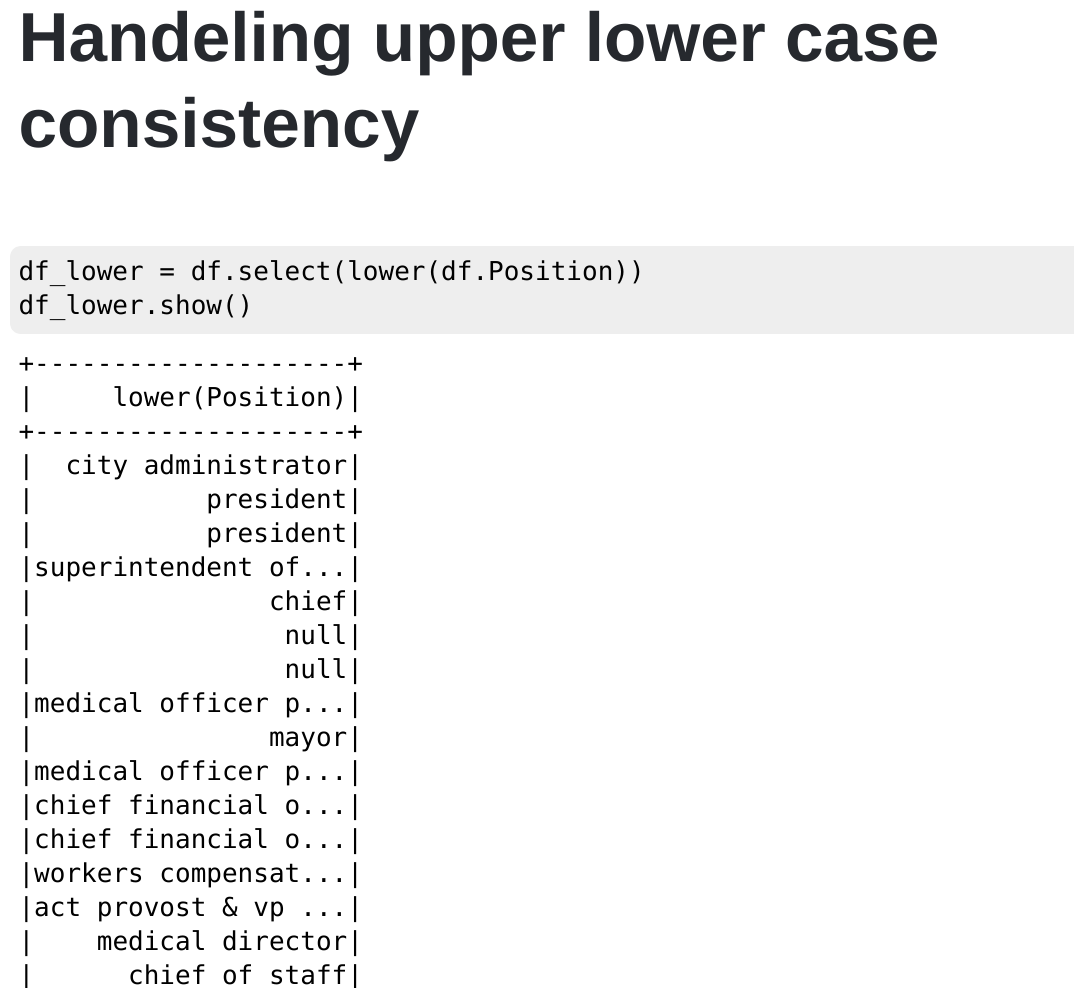 Handeling upper lower case
consistency
df_lower = df.select(lower(df.Position))
df_lower.show()
+--------------------+
|     lower(Position)|
+--------------------+
|  city administrator|
|           president|
|           president|
|superintendent of...|
|               chief|
|                null|
|                null|
|medical officer p...|
|               mayor|
|medical officer p...|
|chief financial o...|
|chief financial o...|
|workers compensat...|
|act provost & vp ...|
|    medical director|
|      chief of staff|